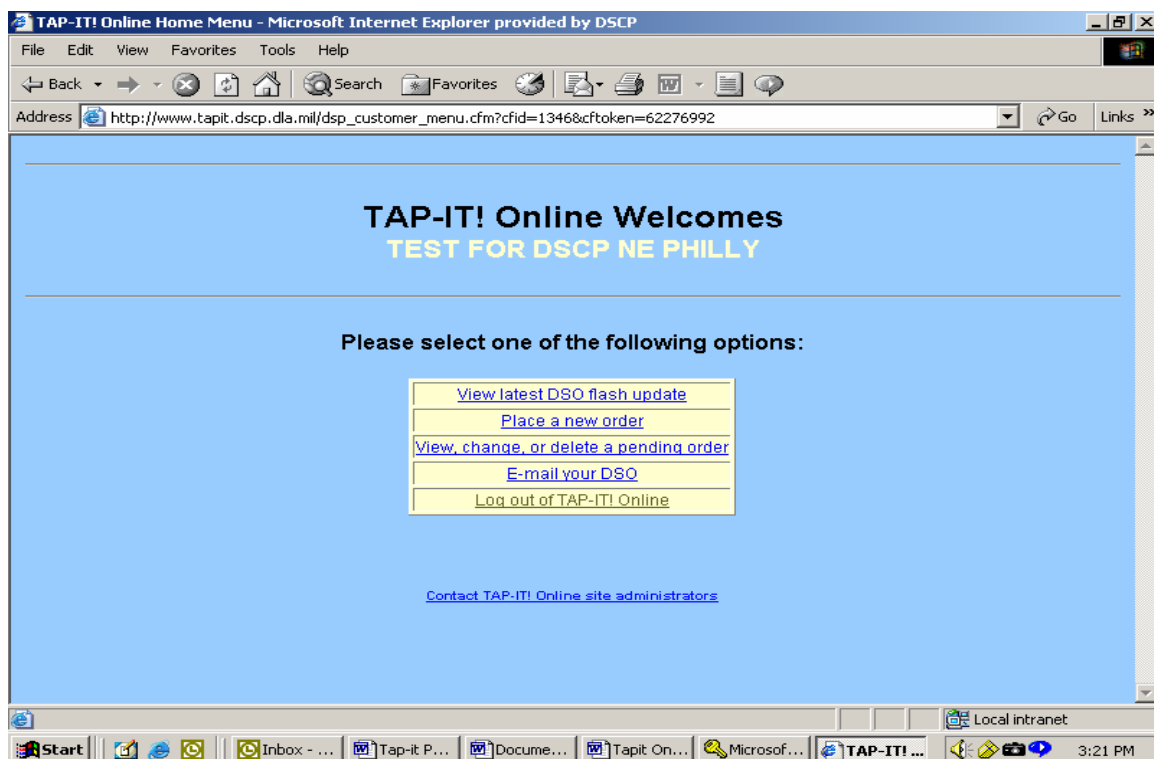 TAP-IT! Online Home Menu - Microsoft Internet Explorer provided by DSCP
File Edit View Favorites Tools Help
Back Search Favorites
Address http://www.tapit.dscp.dla.mil/dsp_customer_menu.cfm?cfid=1346&cftoken=62276992 Go Links »
TAP-IT! Online Welcomes
TEST FOR DSCP NE PHILLY
Please select one of the following options:
View latest DSO flash update
Place a new order
View, change, or delete a pending order
E-mail your DSO
Log out of TAP-IT! Online
Contact TAP-IT! Online site administrators
Local intranet
Start Inbox - ... Tap-it P... Docume... Tapit On... Microsof... TAP-IT! ... 3:21 PM